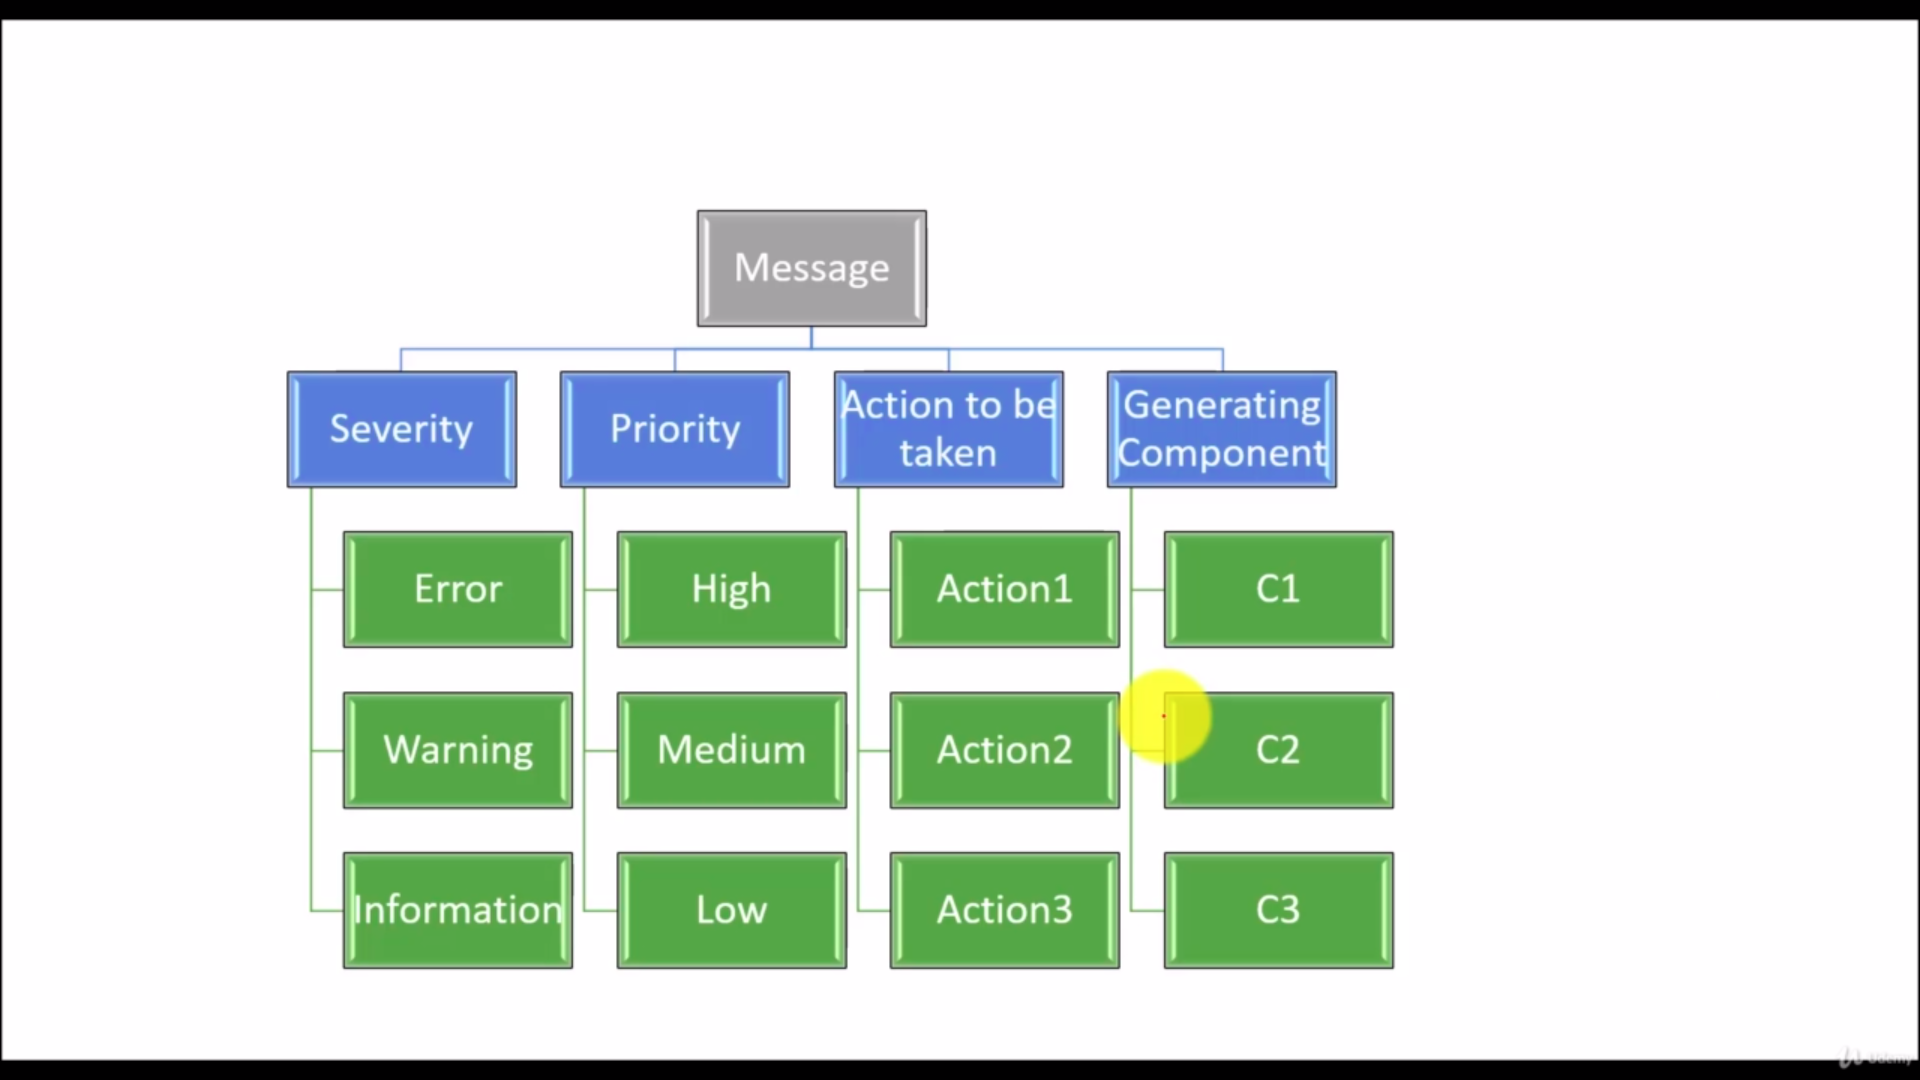 Message
Severity
Priority
Action to be
taken
Generating
Component
Error
High
Action1
C1
Warning
Medium
Action2
C2
Information
Low
Action3
C3
Udemy